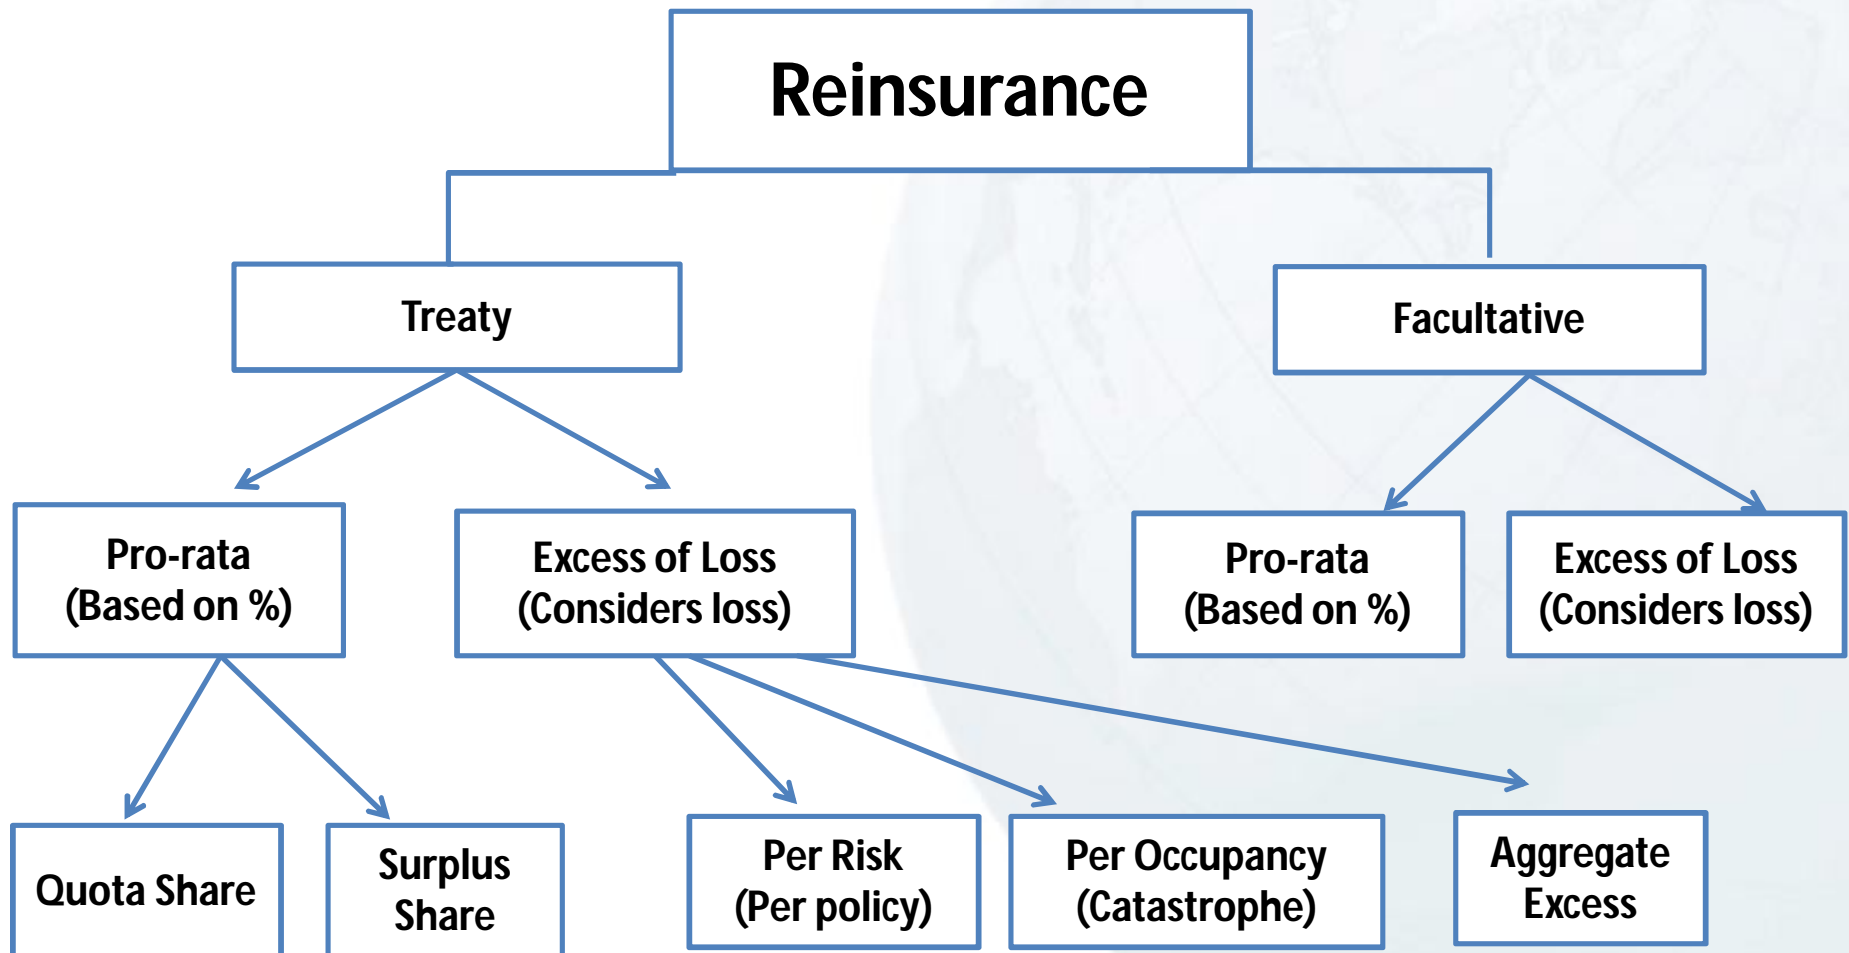 Reinsurance
Treaty
Facultative
Pro-rata
(Based on %)
Excess of Loss
(Considers loss)
Pro-rata
(Based on %)
Excess of Loss
(Considers loss)
Quota Share
Surplus
Share
Per Risk
(Per policy)
Per Occupancy
(Catastrophe)
Aggregate
Excess